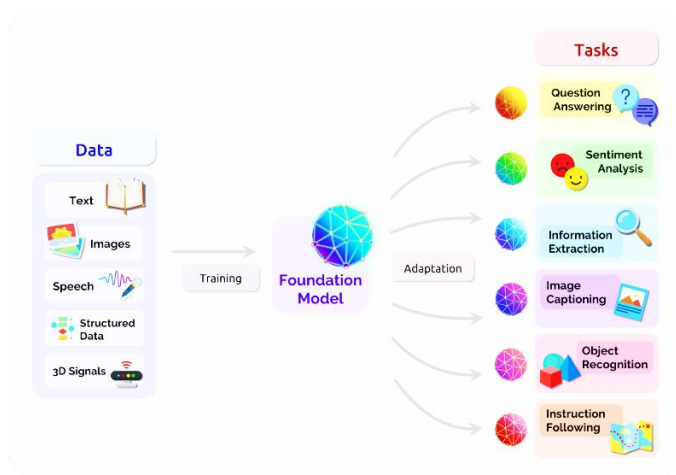 Data
Text
Images
Speech
Structured
Data
3D Signals
Training
Foundation
Model
Adaptation
Tasks
Question
Answering
?
Sentiment
Analysis
Information
Extraction
Image
Captioning
Object
Recognition
Instruction
Following